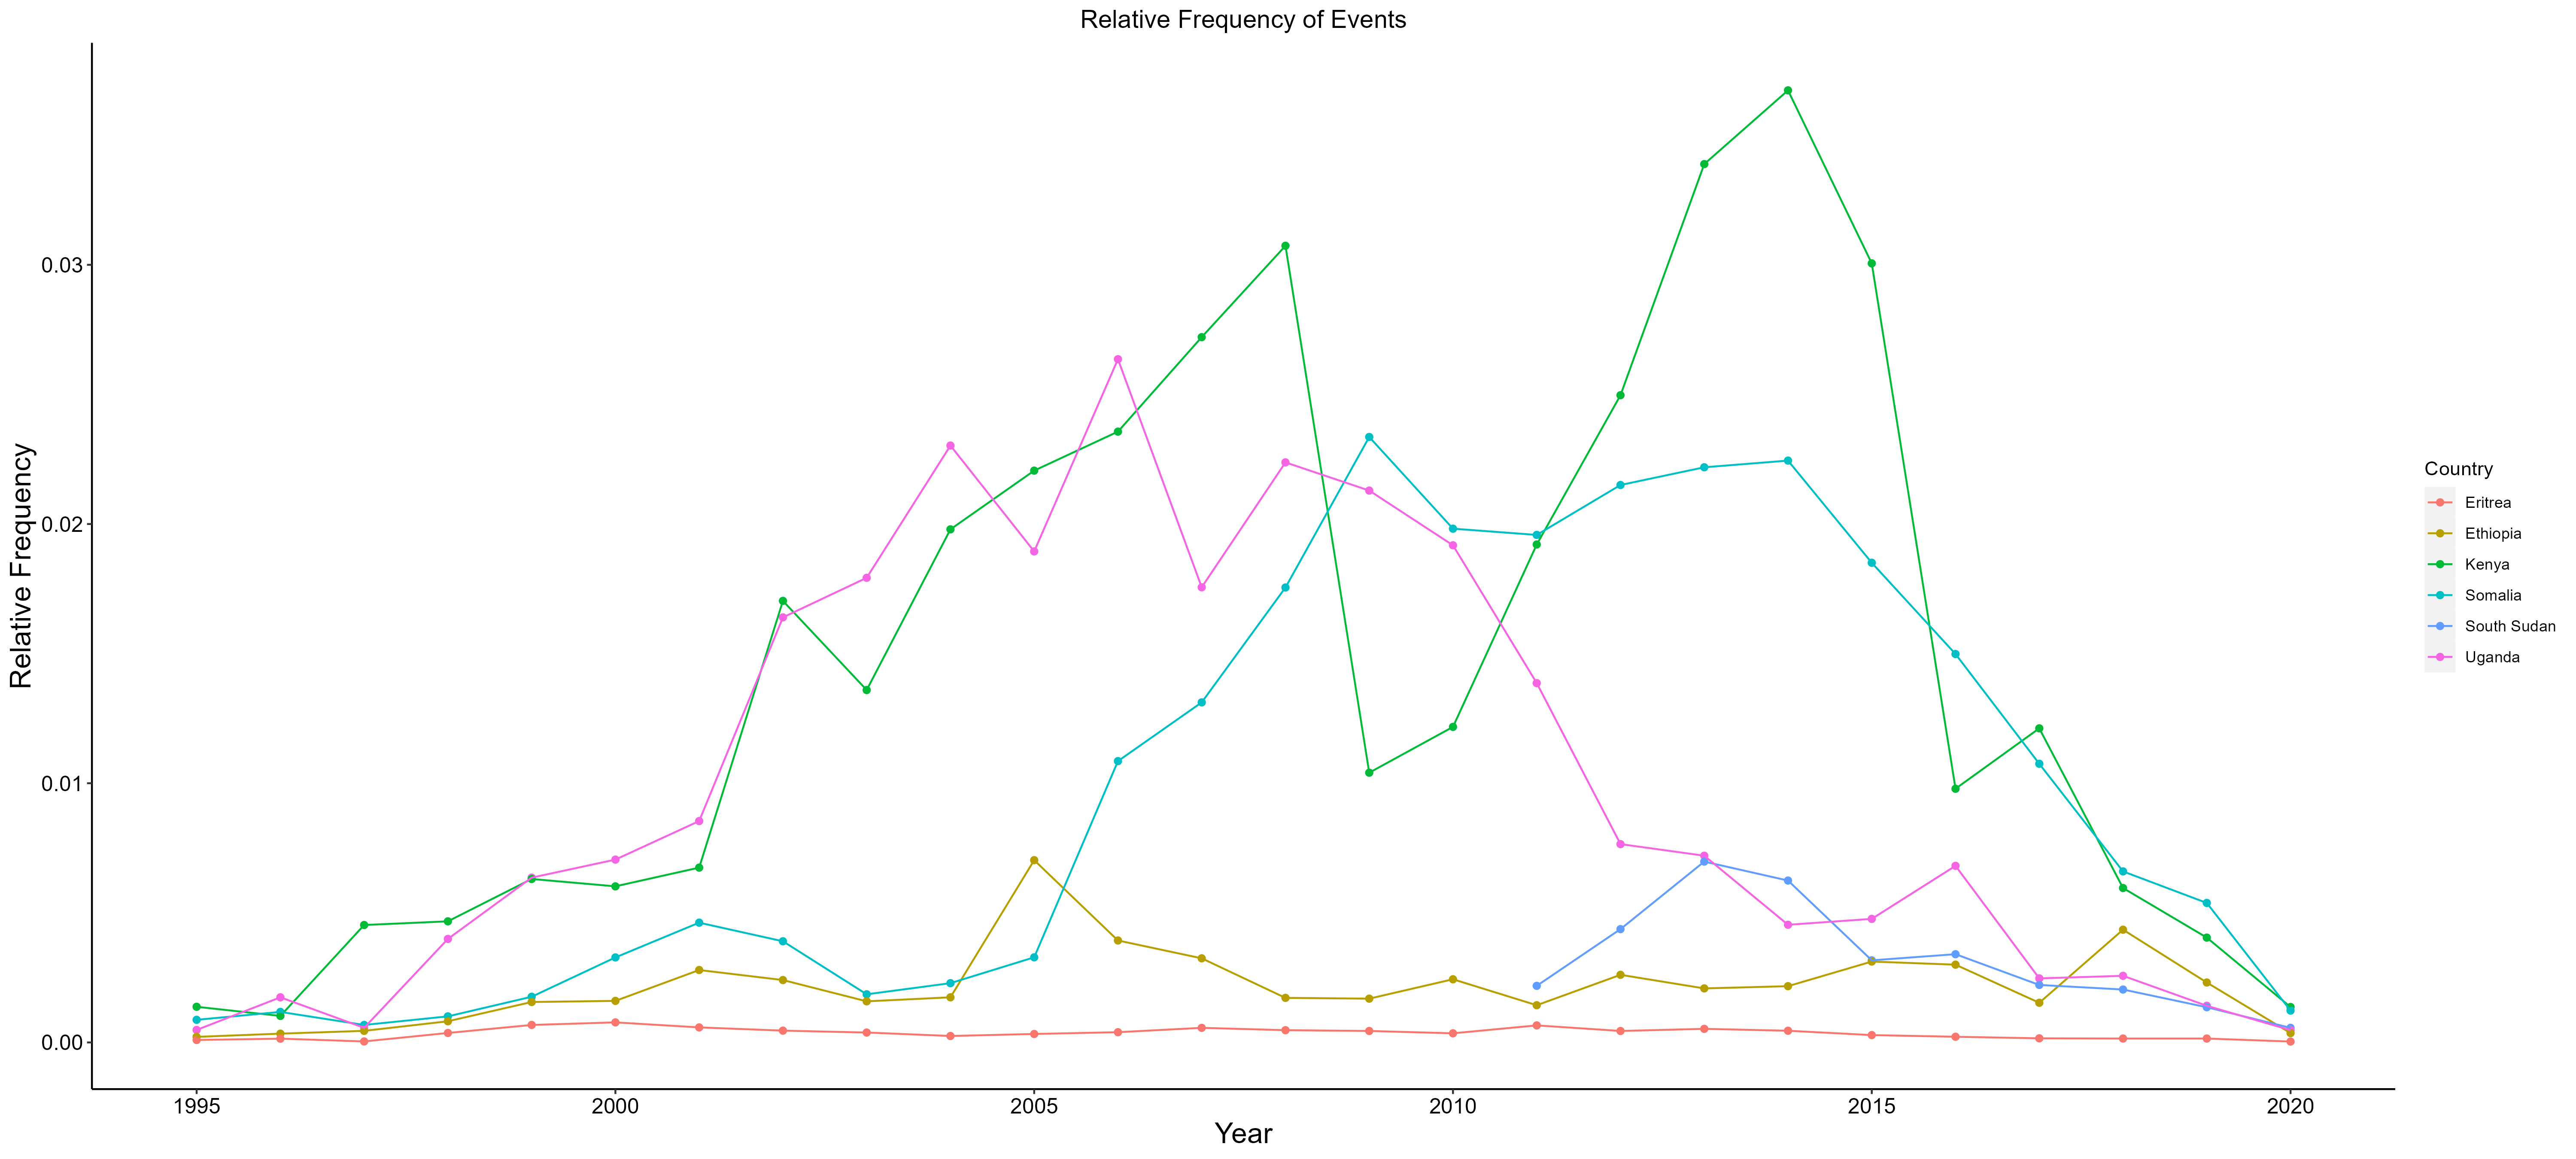 Relative Frequency of Events
Relative Frequency
0.03
0.02
0.01
0.00
1995 2000 2005 2010 2015 2020
Year
Country
Eritrea
Ethiopia
Kenya
Somalia
South Sudan
Uganda